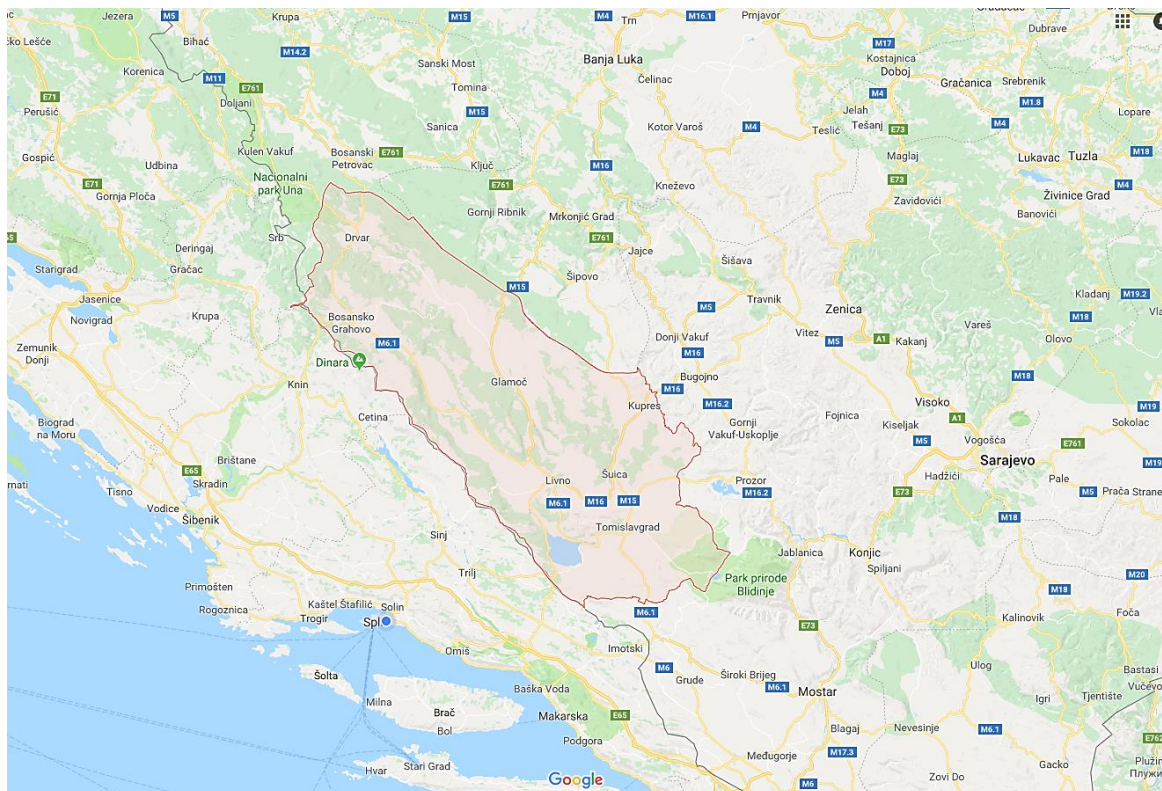 Jezera
M5
Krupa
M15
M4
Trn
M16.1
Prnjavor
Dubrave
Bihać
M14.2
Sanski Most
Banja Luka
M17
Kostajnica
Doboj
Korenica
M11
E761
Tomina
Čelinac
Gračanica
Srebrenik
E71
Perušić
Doljani
M15
M4
M1.8
Lopare
Jelah
Tešanj
E73
M4
Sanica
Kotor Varoš
M4
Teslić
Gospić
Udbina
Kulen Vakuf
Bosanski
Petrovac
E761
Ključ
M16
Maglaj
Lukavac
Tuzla
M18
E71
Gornja Ploča
Nacionalni
park Una
E761
Kneževo
E73
Zavidovići
M4
Živinice Grad
Banovići
Gornji Ribnik
Mrkonjić Grad
Srb
Drvar
E761
Jajce
Deringaj
Gračac
Starigrad
Šipovo
Šišava
Jasenice
M15
Travnik
Kladanj
M19.2
Novigrad
Krupa
Bosansko
Grahovo
M5
Zenica
M18
Vareš
Zemunik
Donji
M6.1
Donji Vakuf
M16
Vitez
M5
A1
Kakanj
Olovo
Dinara
Knin
Glamoč
Bugojno
M16
M18
Cetina
Kupres
M16.2
Visoko
M19
Biograd
na Moru
Gornji
Vakuf-Uskoplje
Fojnica
Kiseljak
A1
Sokolac
M5
Vogošća
E761
Brištane
Sarajevo
M19
E65
Skradin
Livno
Šuica
Prozor
Hadžići
Pale
Tisno
M6.1
M16
M15
M16.2
E73
M5
Prača
Vodice
Šibenik
Tomislavgrad
M18
Sinj
Jablanica
Konjic
Trilj
Spiljani
M20
Primošten
Park prirode
Blidinje
M18
Rogoznica
Kaštel Štafilić
Solin
Trogir
Spl
M6.1
E73
Kalinovik
Foča
Omiš
Imotski
M6
Grude
Široki Brijeg
Ulog
Bastasi
Šolta
Baška Voda
M6.1
Mostar
Igri
Tjentište
Milna
Brač
Makarska
E65
Bol
Blagaj
Nevesinje
M6.1
Podgora
M17.3
Hvar
Stari Grad
Međugorje
Gacko
Google
M6
Zovi Do